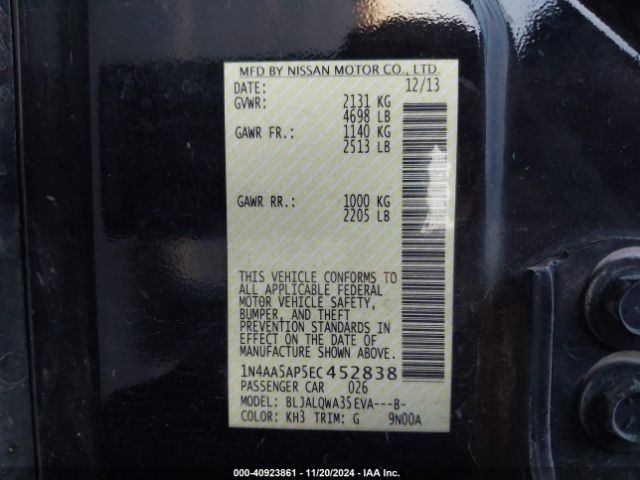 MFD BY NISSAN MOTOR CO., LTD.
DATE: 12/13
GVWR: 2131 KG
4698 LB
GAWR FR.: 1140 KG
2513 LB
GAWR RR.: 1000 KG
2205 LB
THIS VEHICLE CONFORMS TO
ALL APPLICABLE FEDERAL
MOTOR VEHICLE SAFETY,
BUMPER, AND THEFT
PREVENTION STANDARDS IN
EFFECT ON THE DATE OF
MANUFACTURE SHOWN ABOVE.
1N4AA5AP5EC452838
PASSENGER CAR 026
MODEL: BLJALQWA35EVA---B-
COLOR: KH3 TRIM: G 9N00A
000-40923861 - 11/20/2024 - IAA Inc.